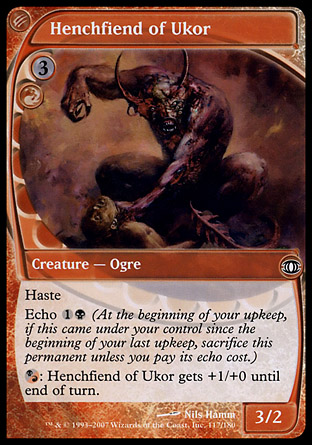 Henchfiend of Ukor
3
Creature — Ogre
Haste
Echo 1 (At the beginning of your upkeep,
if this came under your control since the
beginning of your last upkeep, sacrifice this
permanent unless you pay its echo cost.)
: Henchfiend of Ukor gets +1/+0 until
end of turn.
Nils Hamm
™ & © 1993–2007 Wizards of the Coast, Inc. 117/180
3/2